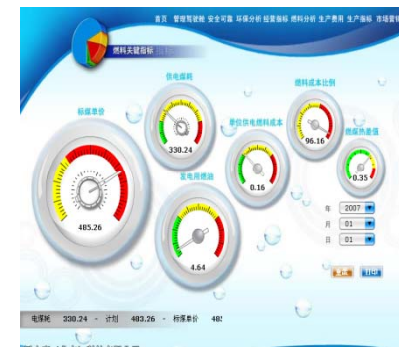 首页 管理驾驶舱 安全可靠 环保分析 经营指标 燃料分析 生产费用 生产指标 市场营销
燃料关键指标
供电煤耗
330.24
燃料成本比例
96.16
标煤单价
485.26
单位供电燃料成本
0.16
燃煤热差值
0.35
发电用燃油
4.64
年 2007
月 01
日 01
打印
电煤耗 330.24 - 计划 483.26 - 标煤单价 485